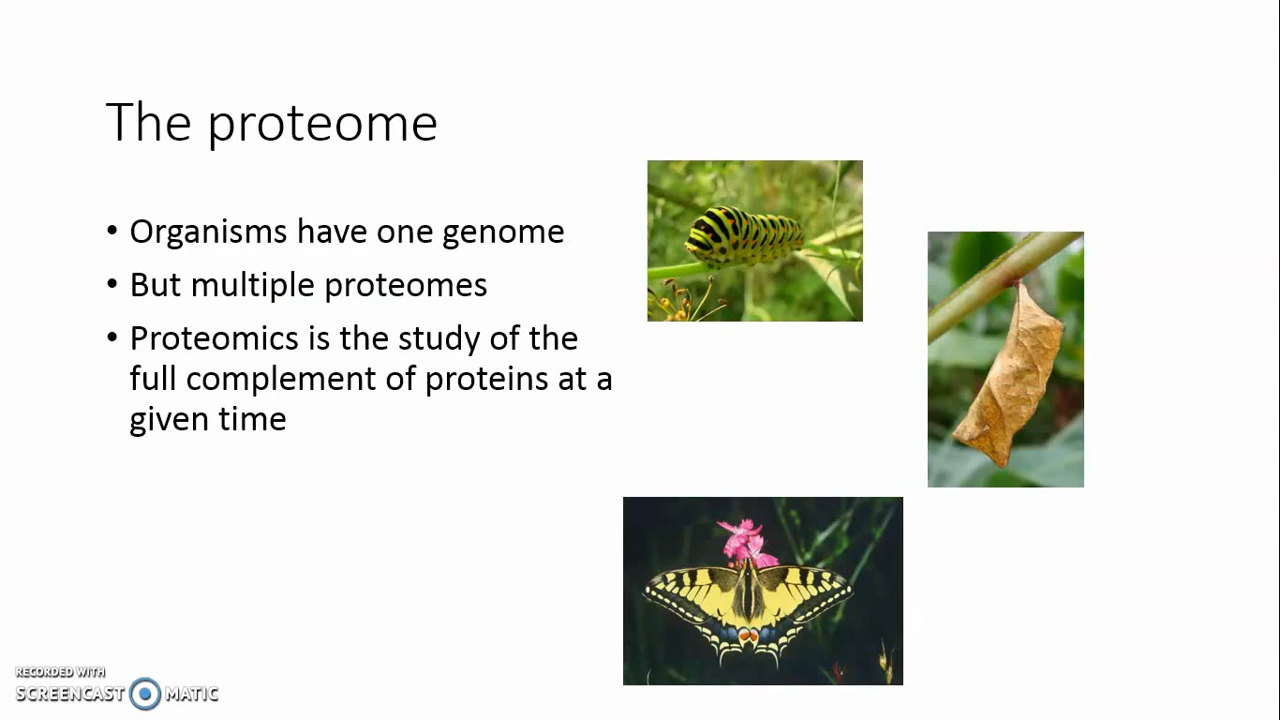 The proteome
• Organisms have one genome
• But multiple proteomes
• Proteomics is the study of the
full complement of proteins at a
given time
RECORDED WITH
SCREENCAST MATIC